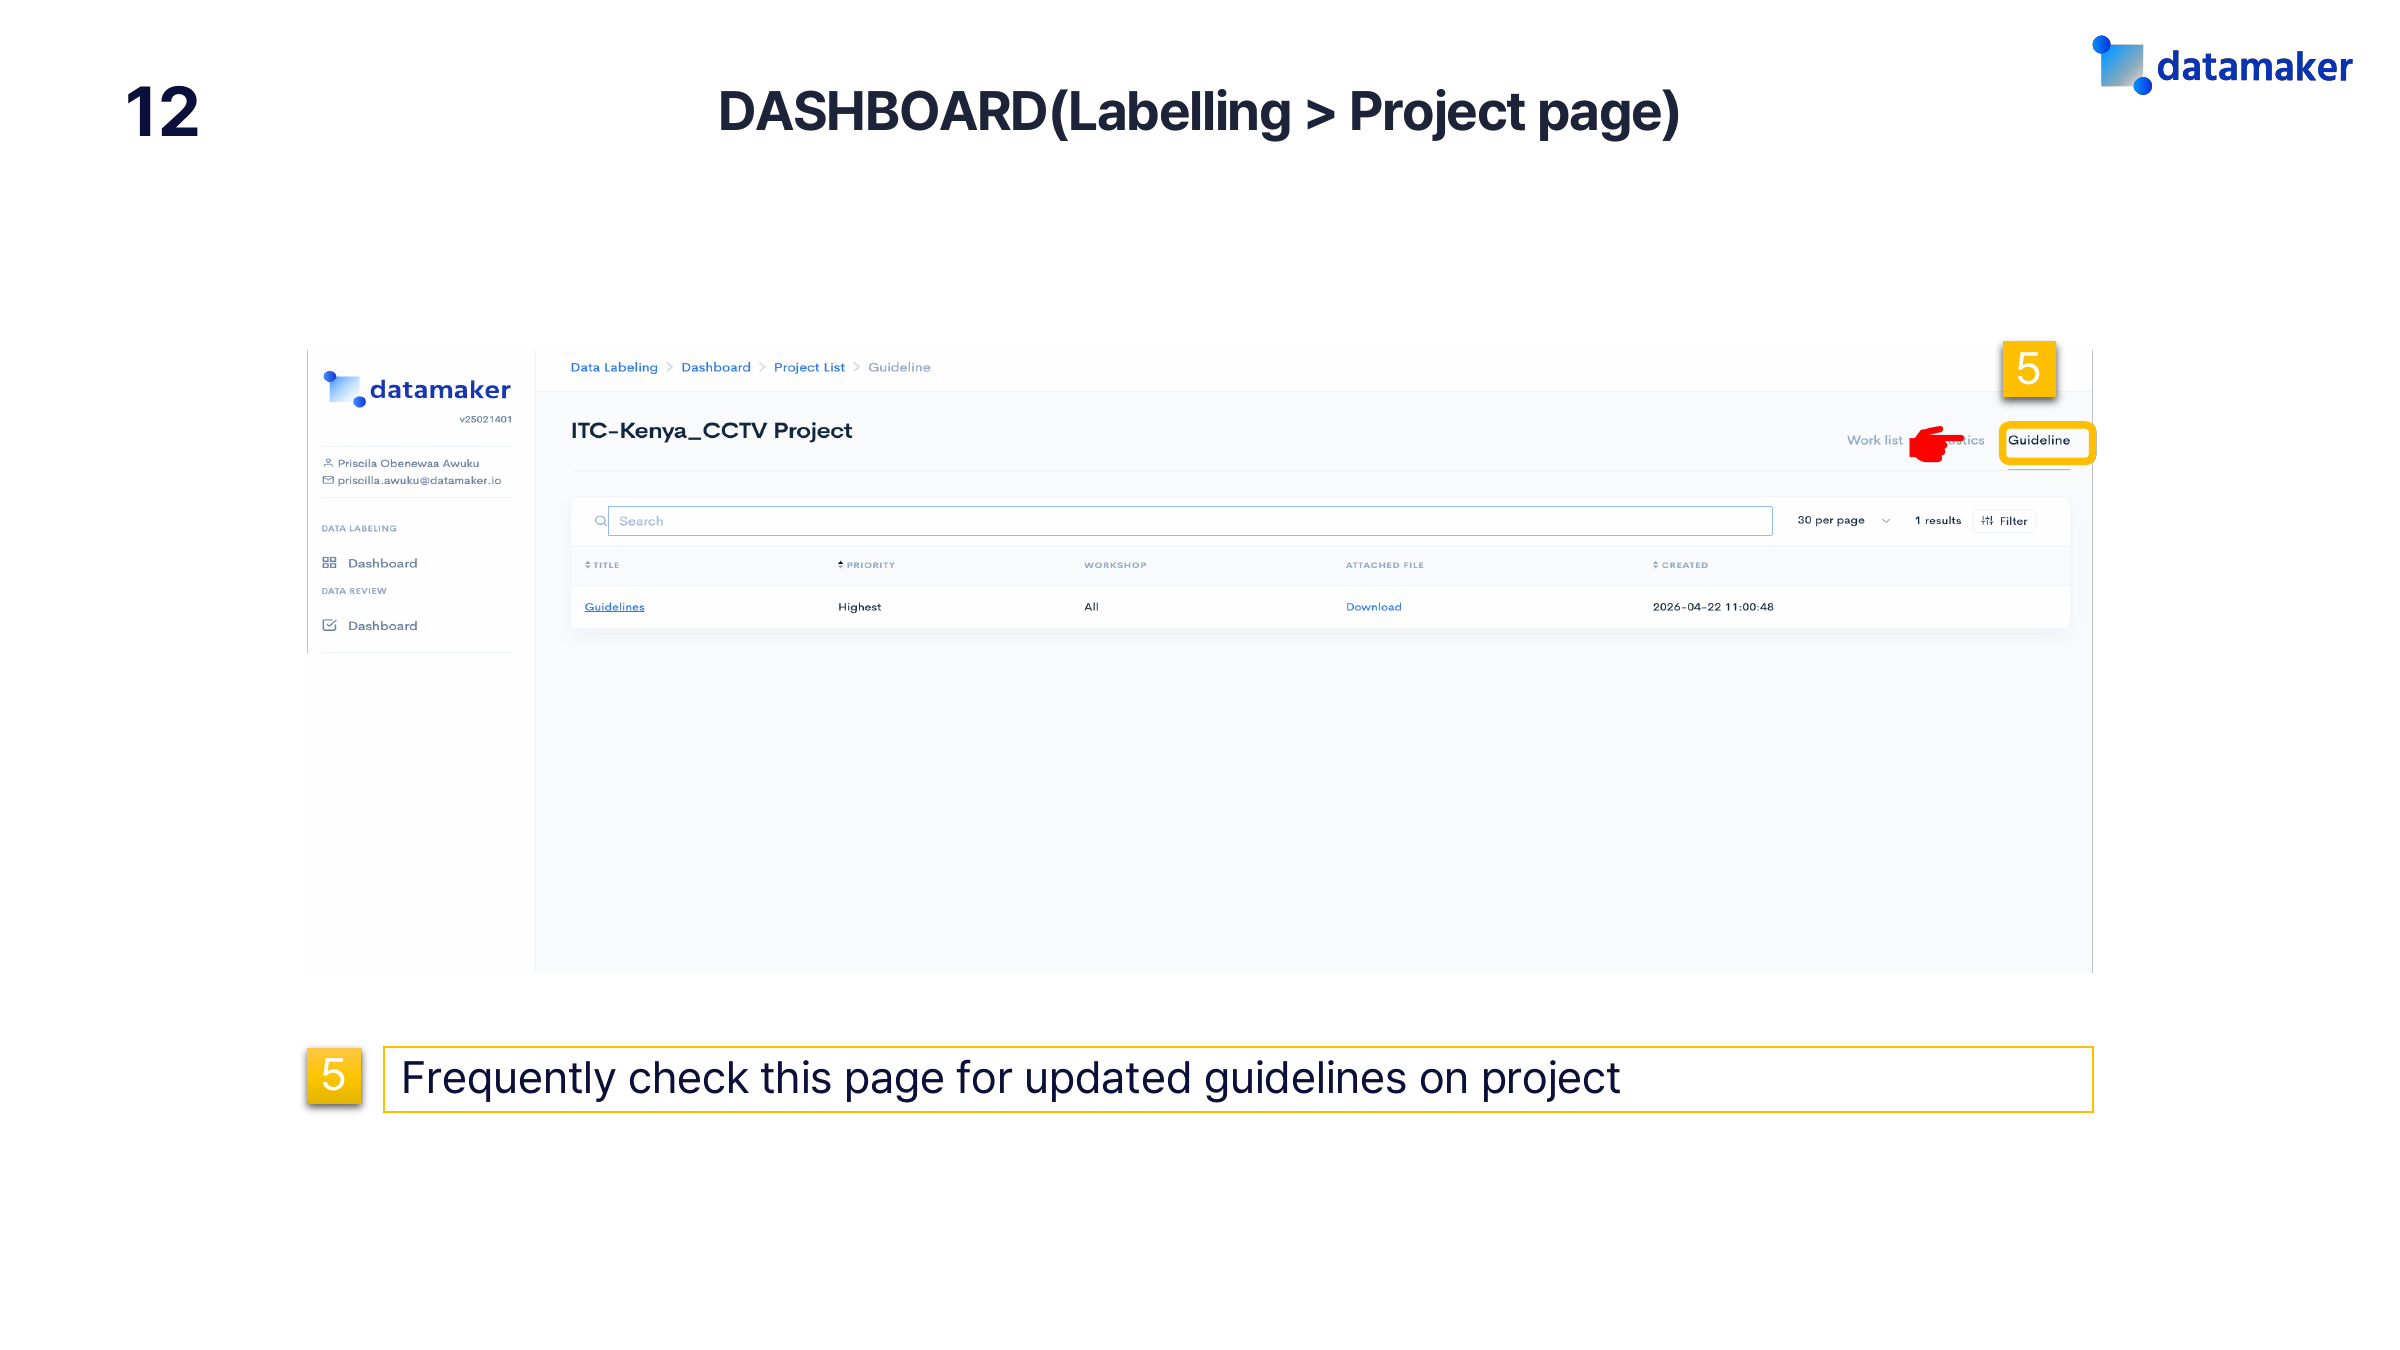 12
DASHBOARD(Labelling > Project page)
datamaker
5
datamaker
v25021401
Priscila Obenewaa Awuku
priscilla.awuku@datamaker.io
DATA LABELING
Dashboard
DATA REVIEW
Dashboard
Data Labeling > Dashboard > Project List > Guideline
ITC-Kenya_CCTV Project
Work list
Guideline
Search
30 per page
1 results
Filter
TITLE PRIORITY WORKSHOP ATTACHED FILE CREATED
Guidelines Highest All Download 2026-04-22 11:00:48
5
Frequently check this page for updated guidelines on project